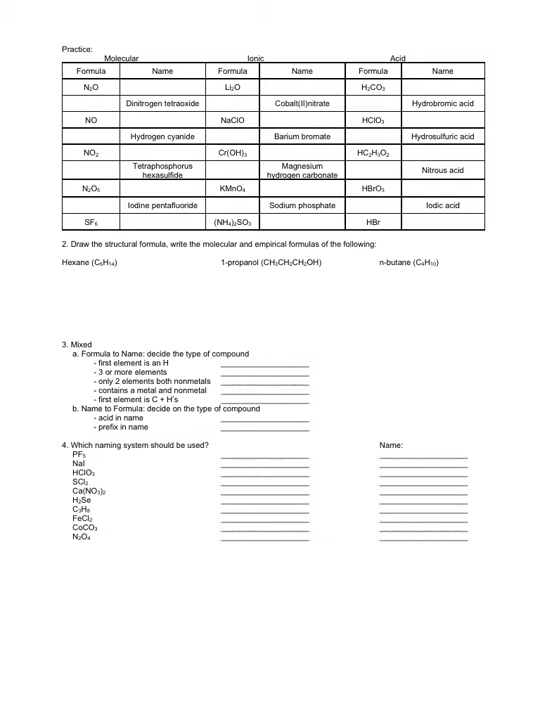 Practice:
Molecular Ionic Acid
Formula Name Formula Name Formula Name
N₂O Li₂O H₂CO₃
Dinitrogen tetraoxide Cobalt(II)nitrate Hydrobromic acid
NO NaClO HClO₃
Hydrogen cyanide Barium bromate Hydrosulfuric acid
NO₂ Cr(OH)₃ HC₂H₃O₂
Tetraphosphorus hexasulfide Magnesium hydrogen carbonate Nitrous acid
N₂O₅ KMnO₄ HBrO₃
Iodine pentafluoride Sodium phosphate Iodic acid
SF₆ (NH₄)₂SO₃ HBr
2. Draw the structural formula, write the molecular and empirical formulas of the following:
Hexane (C₆H₁₄) 1-propanol (CH₃CH₂CH₂OH) n-butane (C₄H₁₀)
3. Mixed
a. Formula to Name: decide the type of compound
- first element is an H
- 3 or more elements
- only 2 elements both nonmetals
- contains a metal and nonmetal
- first element is C + H's
b. Name to Formula: decide on the type of compound
- acid in name
- prefix in name
4. Which naming system should be used? Name:
PF₅
NaI
HClO₃
SCl₂
Ca(NO₃)₂
H₂Se
C₃H₈
FeCl₂
CoCO₃
N₂O₄